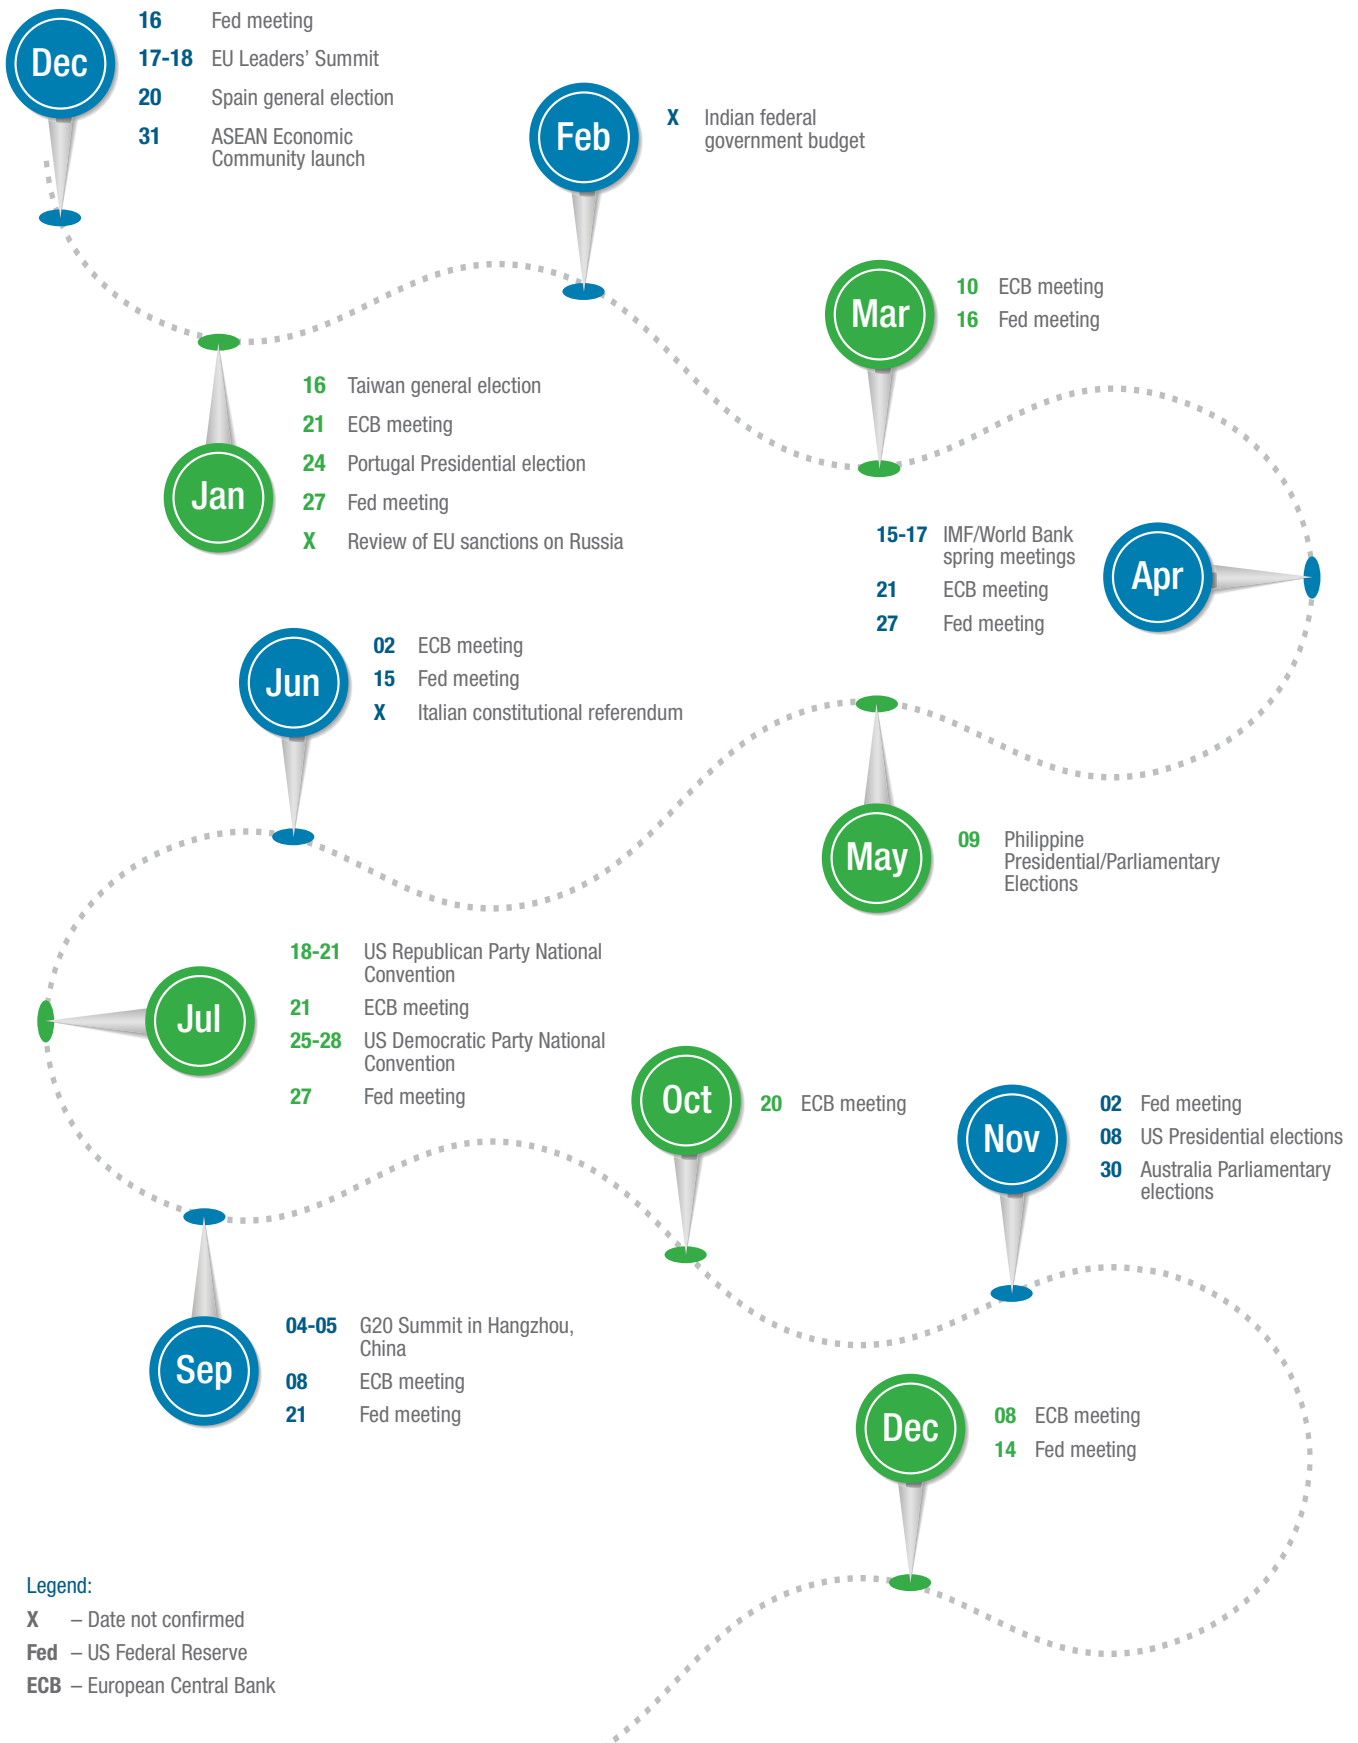 Dec
16 Fed meeting
17-18 EU Leaders’ Summit
20 Spain general election
31 ASEAN Economic
Community launch
Jan
16 Taiwan general election
21 ECB meeting
24 Portugal Presidential election
27 Fed meeting
X Review of EU sanctions on Russia
Feb
X Indian federal
government budget
Mar
10 ECB meeting
16 Fed meeting
Apr
15-17 IMF/World Bank
spring meetings
21 ECB meeting
27 Fed meeting
May
09 Philippine
Presidential/Parliamentary
Elections
Jun
02 ECB meeting
15 Fed meeting
X Italian constitutional referendum
Jul
18-21 US Republican Party National
Convention
21 ECB meeting
25-28 US Democratic Party National
Convention
27 Fed meeting
Sep
04-05 G20 Summit in Hangzhou,
China
08 ECB meeting
21 Fed meeting
Oct
20 ECB meeting
Nov
02 Fed meeting
08 US Presidential elections
30 Australia Parliamentary
elections
Dec
08 ECB meeting
14 Fed meeting
Legend:
X – Date not confirmed
Fed – US Federal Reserve
ECB – European Central Bank